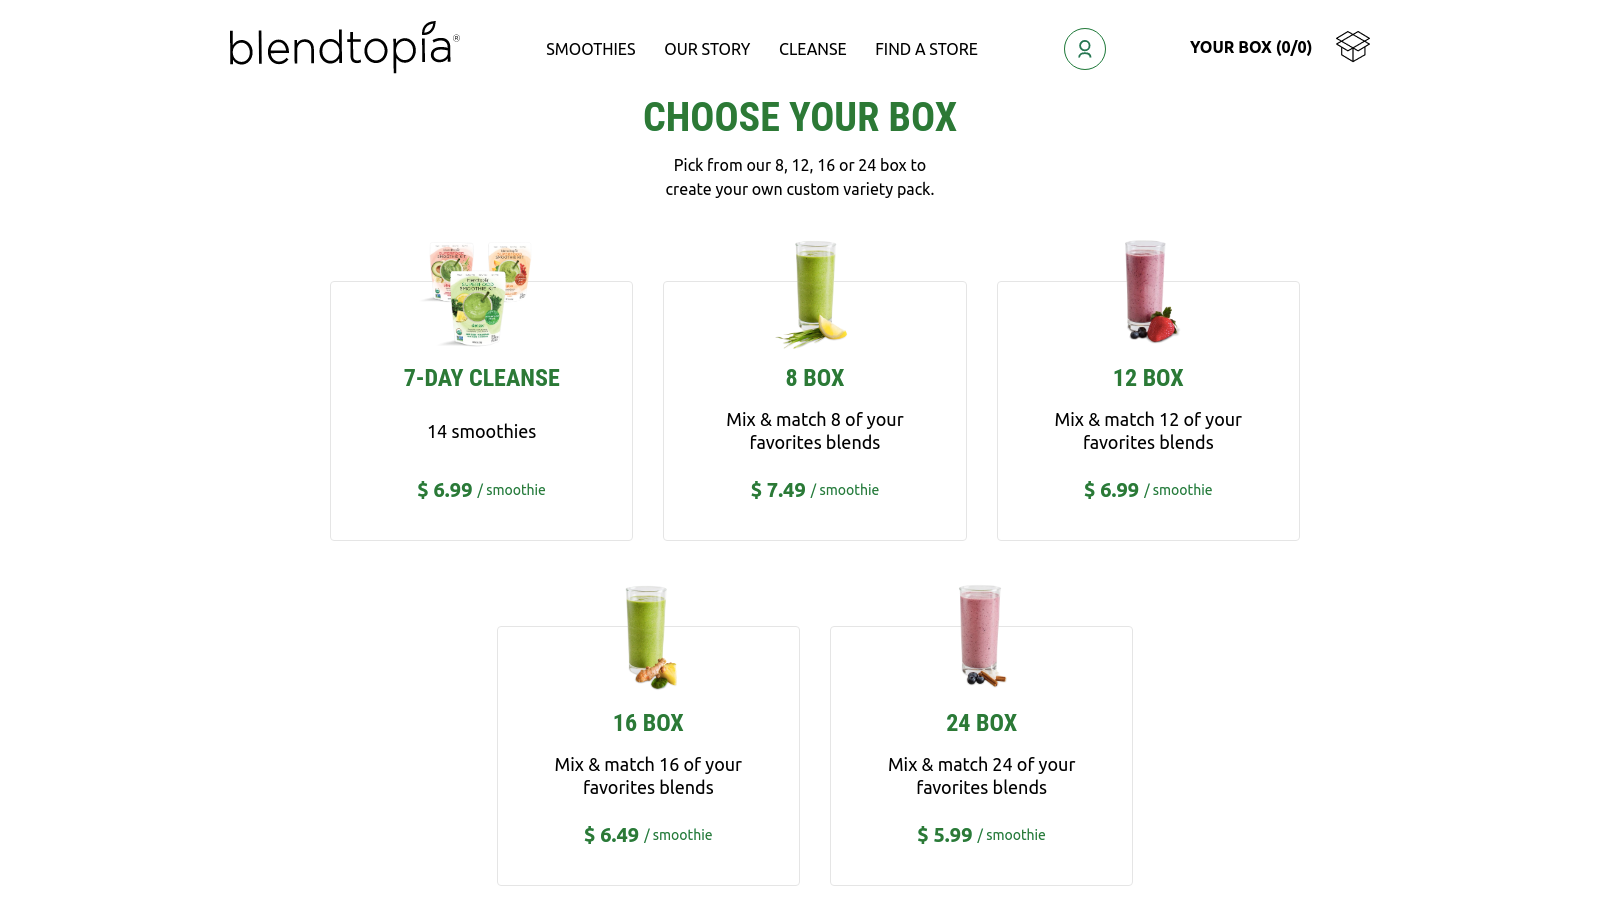 blendtopia®
SMOOTHIES OUR STORY CLEANSE FIND A STORE
YOUR BOX (0/0)
CHOOSE YOUR BOX
Pick from our 8, 12, 16 or 24 box to
create your own custom variety pack.
7-DAY CLEANSE
14 smoothies
$ 6.99 / smoothie
8 BOX
Mix & match 8 of your
favorites blends
$ 7.49 / smoothie
12 BOX
Mix & match 12 of your
favorites blends
$ 6.99 / smoothie
16 BOX
Mix & match 16 of your
favorites blends
$ 6.49 / smoothie
24 BOX
Mix & match 24 of your
favorites blends
$ 5.99 / smoothie